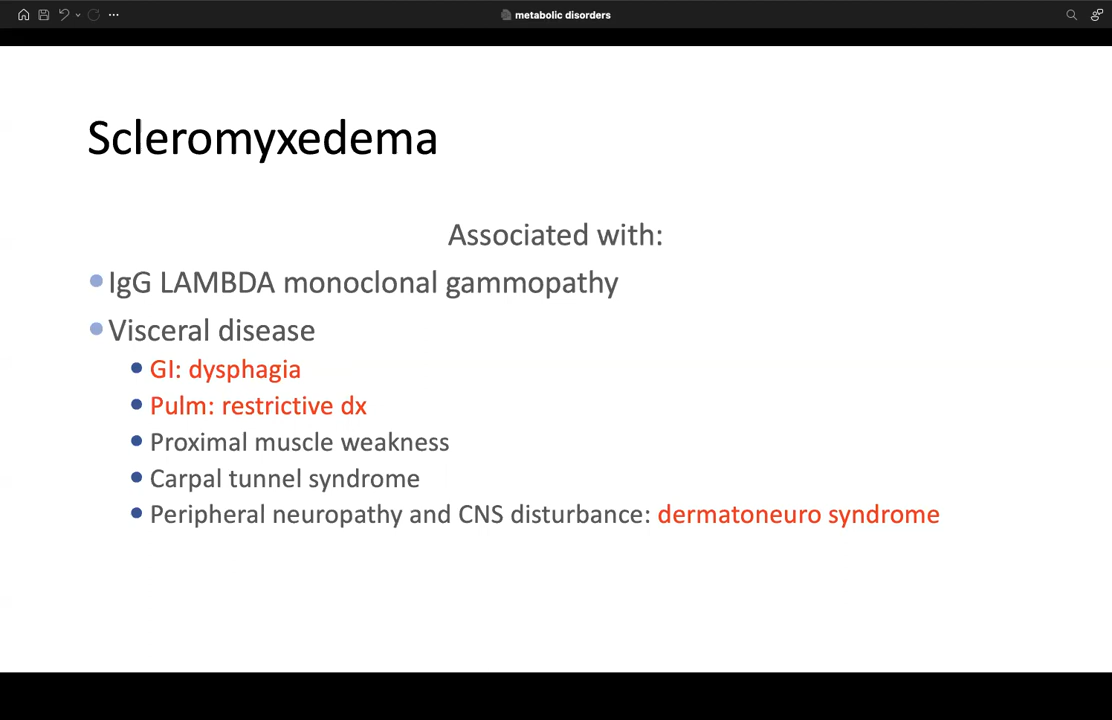 metabolic disorders
Scleromyxedema
Associated with:
IgG LAMBDA monoclonal gammopathy
Visceral disease
GI: dysphagia
Pulm: restrictive dx
Proximal muscle weakness
Carpal tunnel syndrome
Peripheral neuropathy and CNS disturbance: dermatoneuro syndrome